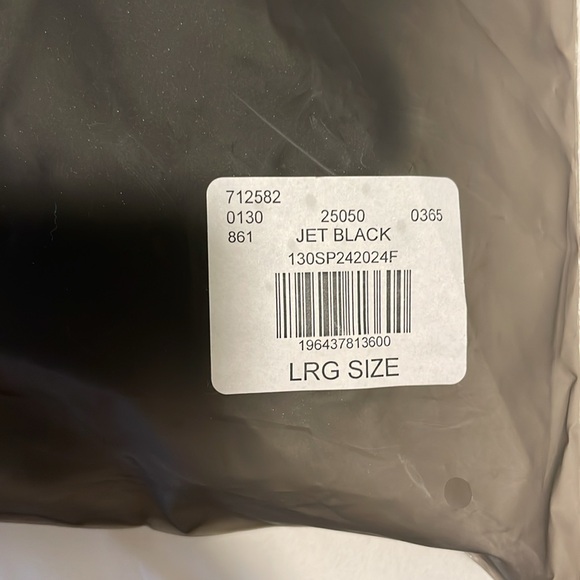 712582
0130 25050 0365
861 JET BLACK
130SP242024F
196437813600
LRG SIZE